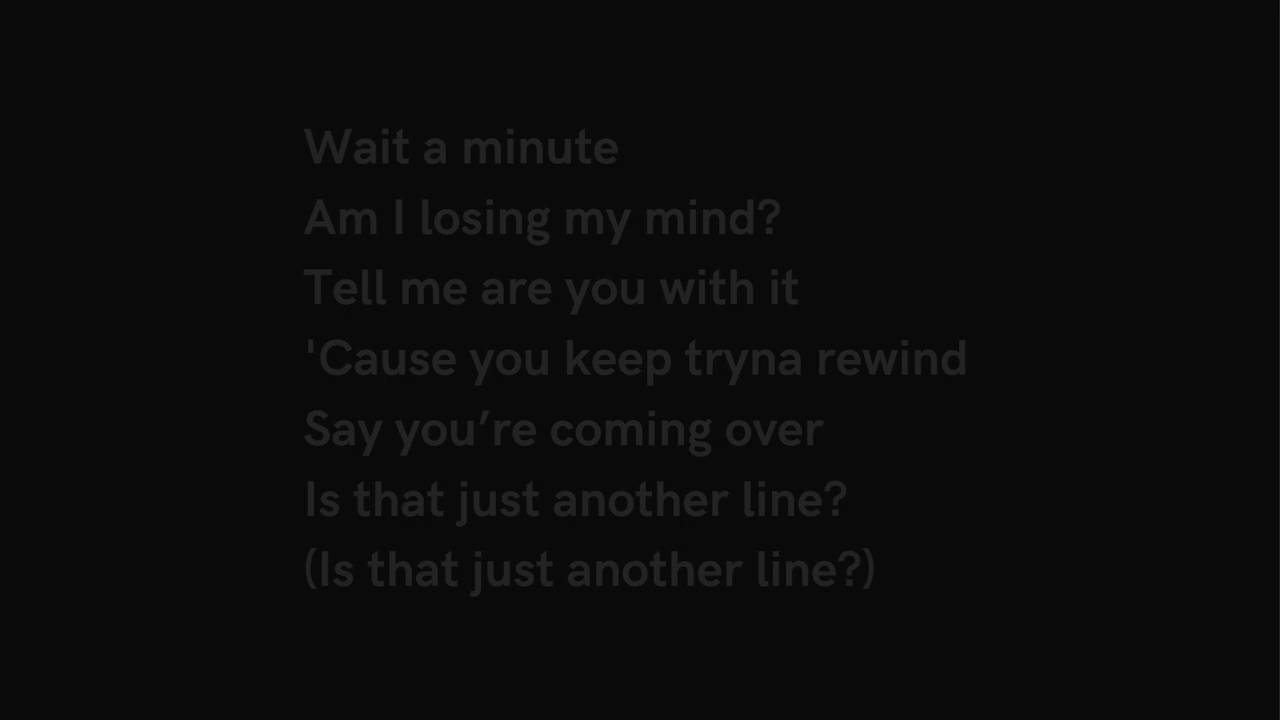 Wait a minute
Am I losing my mind?
Tell me are you with it
'Cause you keep tryna rewind
Say you’re coming over
Is that just another line?
(Is that just another line?)